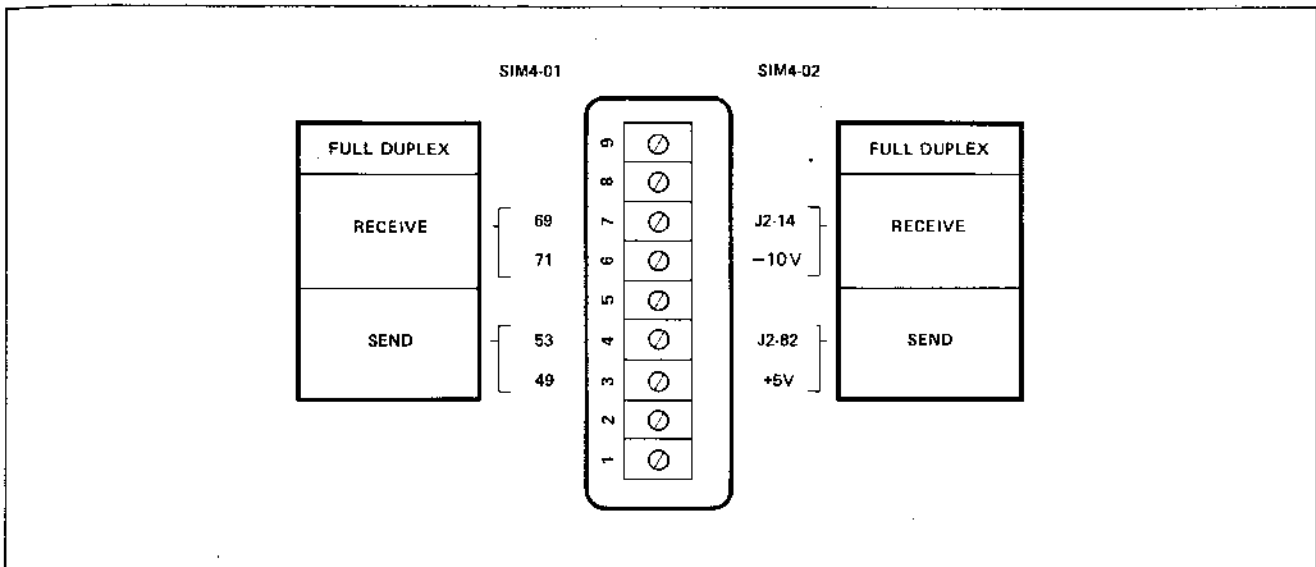 SIM4-01 SIM4-02
FULL DUPLEX 9 FULL DUPLEX
8
RECEIVE 69 7 J2-14 RECEIVE
71 6 −10V
5
SEND 53 4 J2-82 SEND
49 3 +5V
2
1